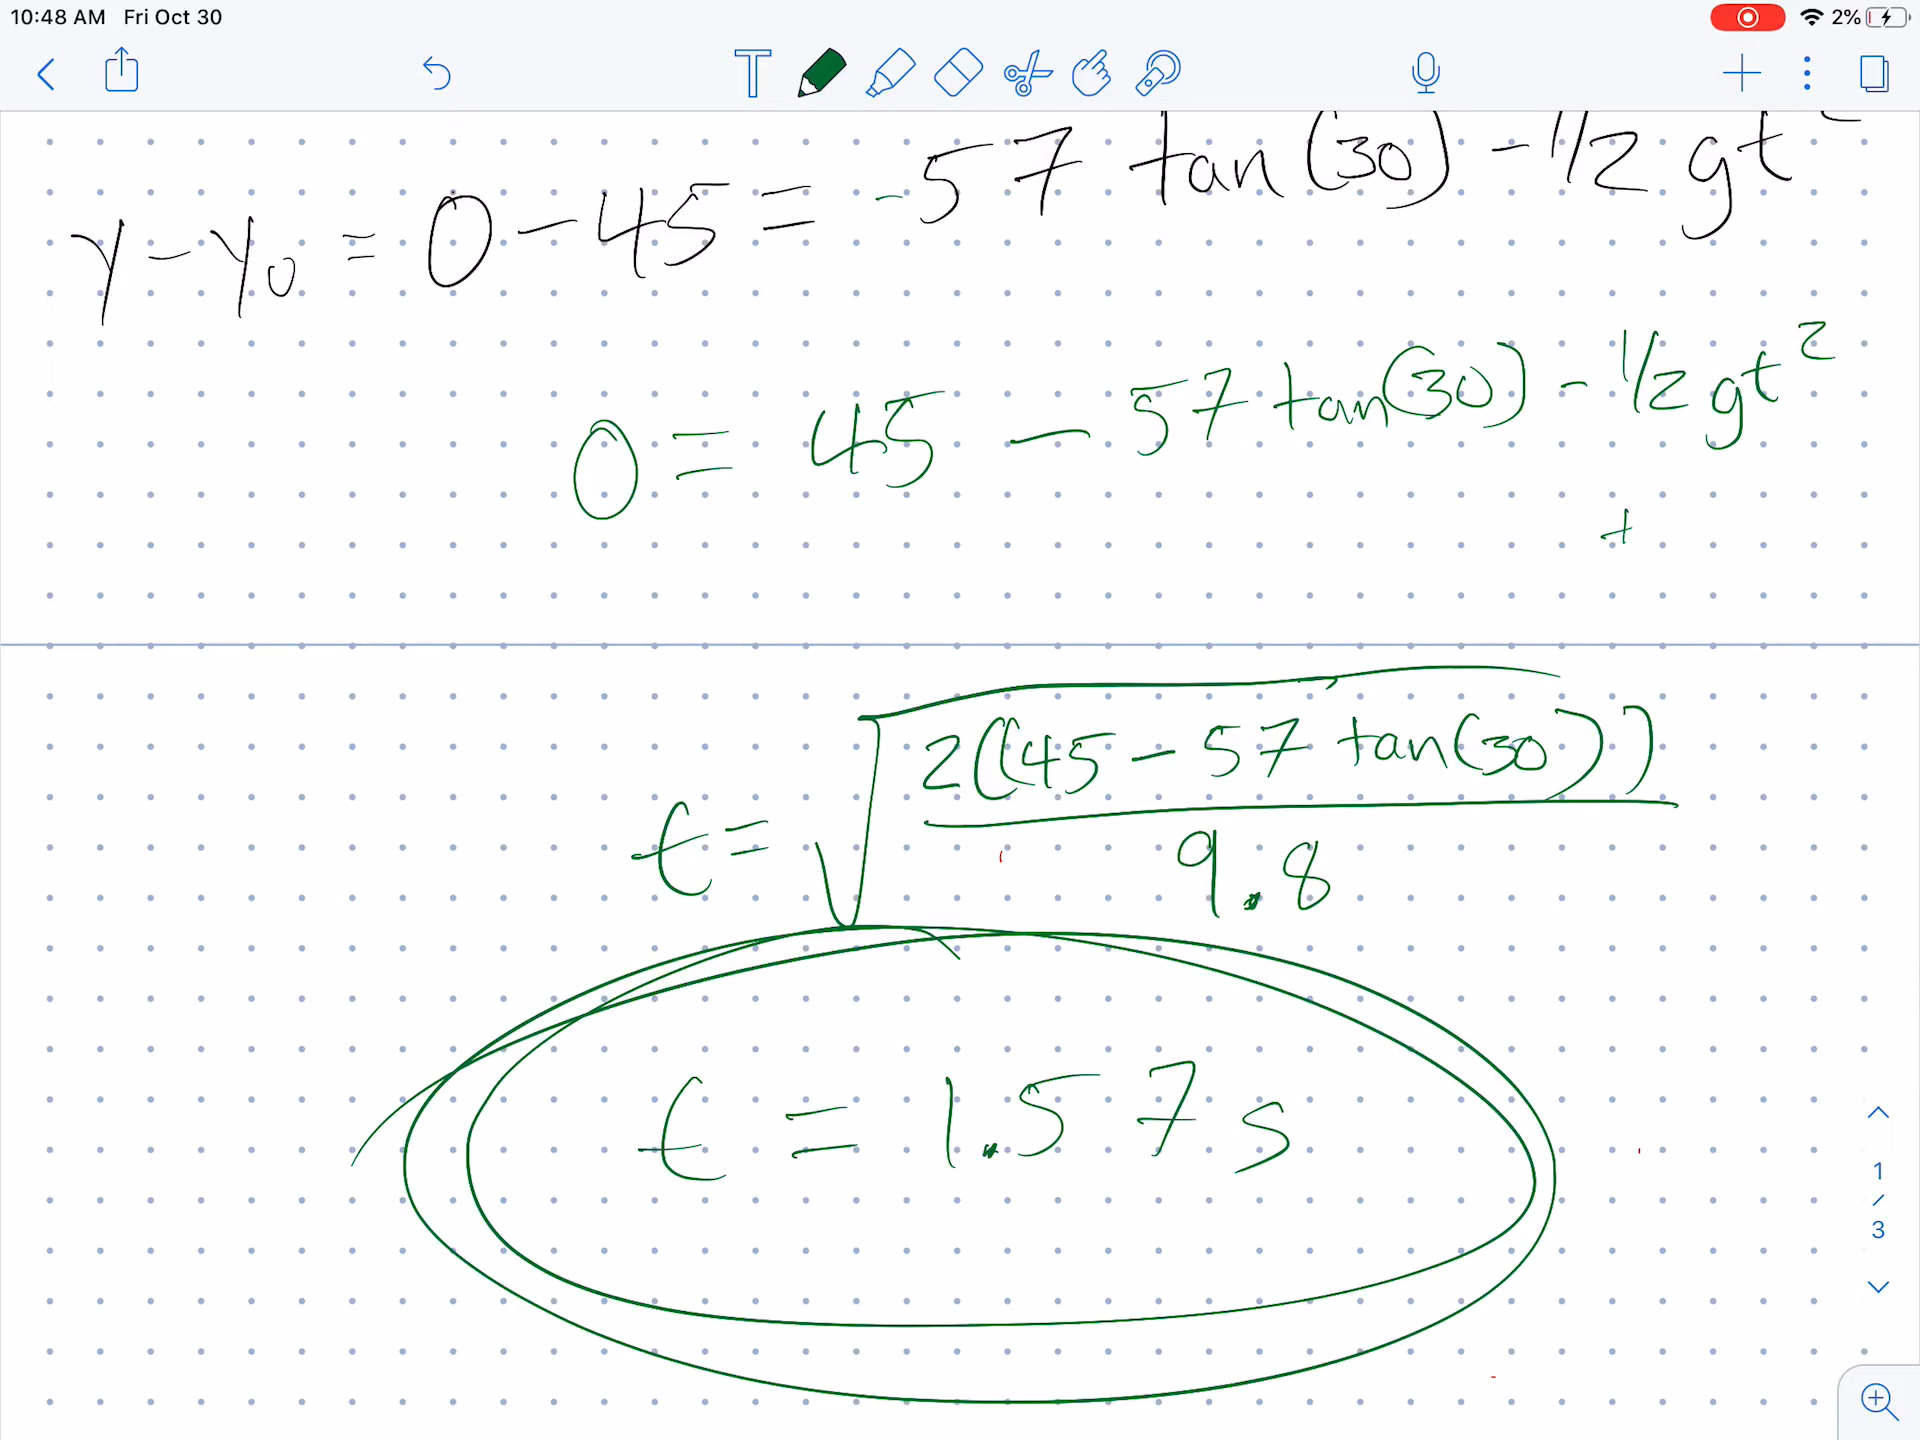 10:48 AM Fri Oct 30 2%
T
y - y₀ = 0 - 45 = -57 tan(30) - 1/2 gt²
0 = 45 - 57 tan(30) - 1/2 gt²
+
t = √(2((45 - 57 tan(30)))/9.8
t = 1.57 s
1
/
3